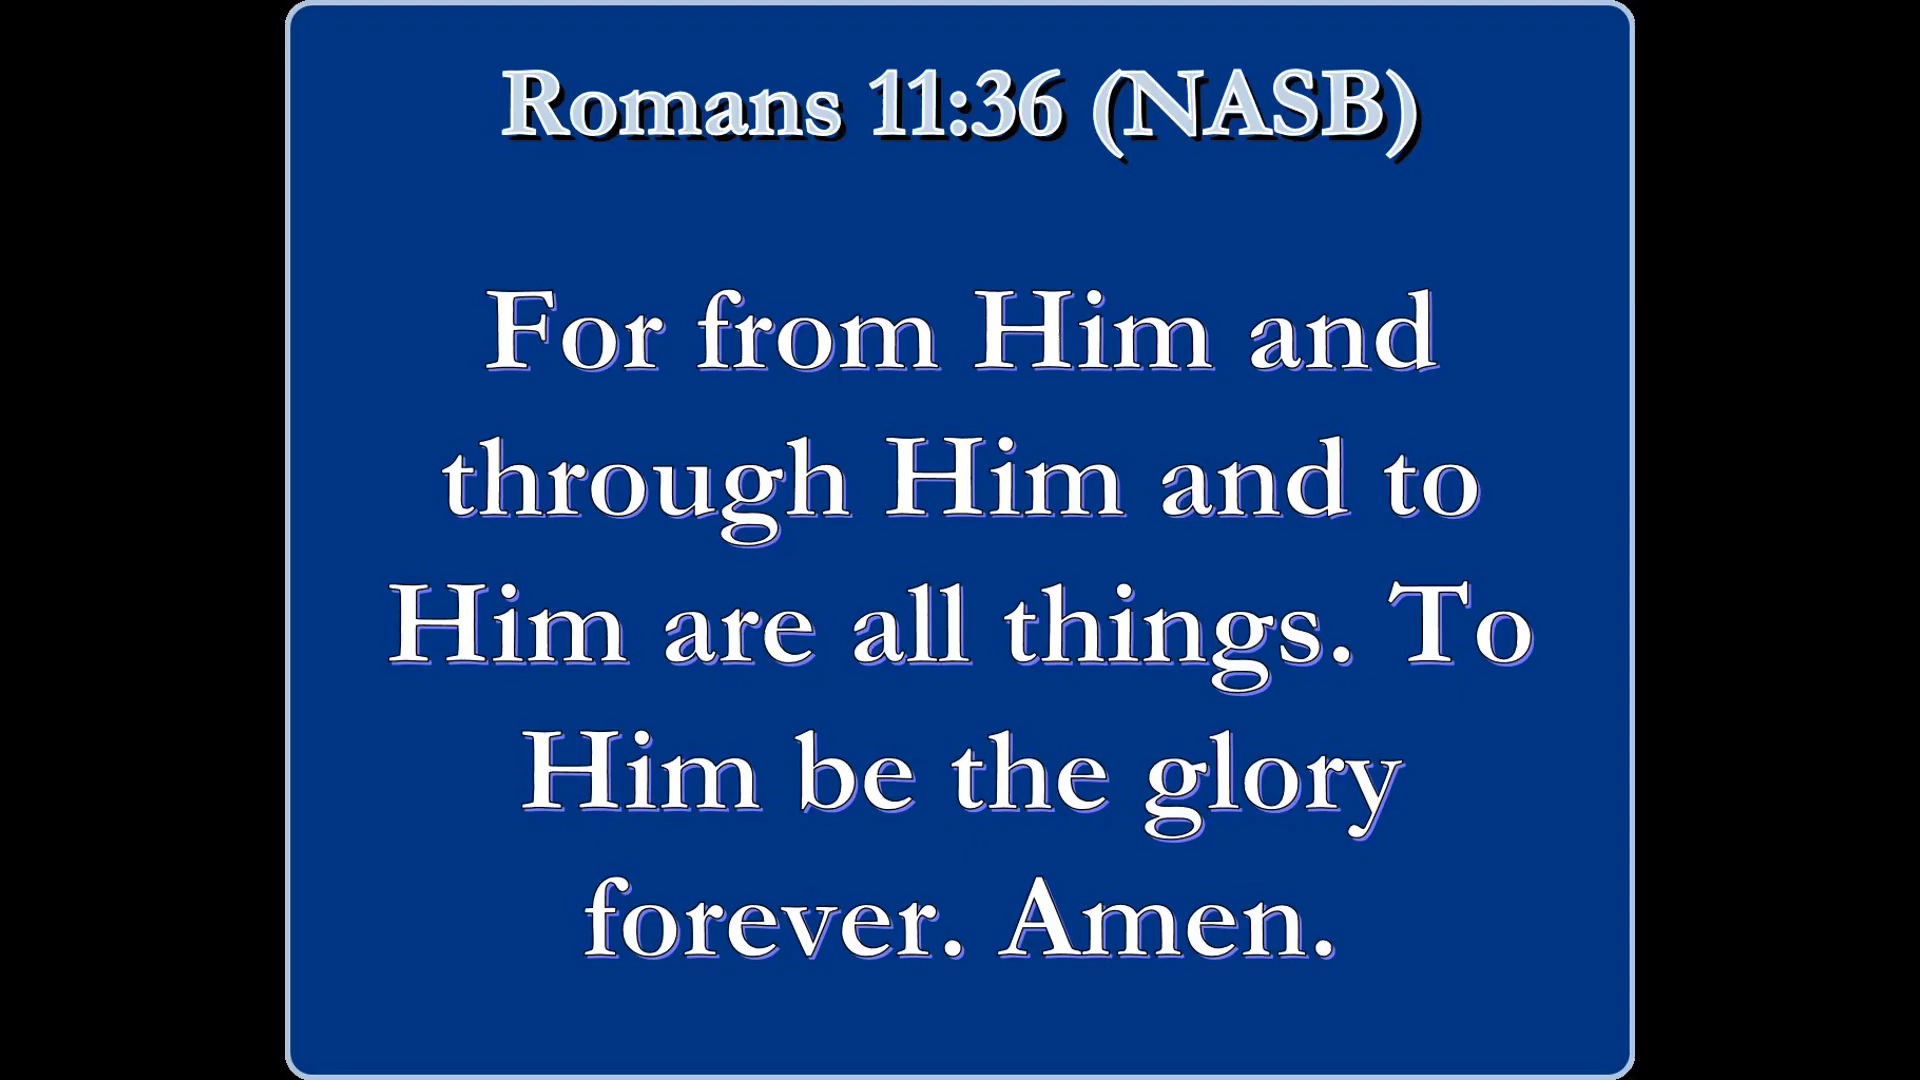 Romans 11:36 (NASB)
For from Him and
through Him and to
Him are all things. To
Him be the glory
forever. Amen.